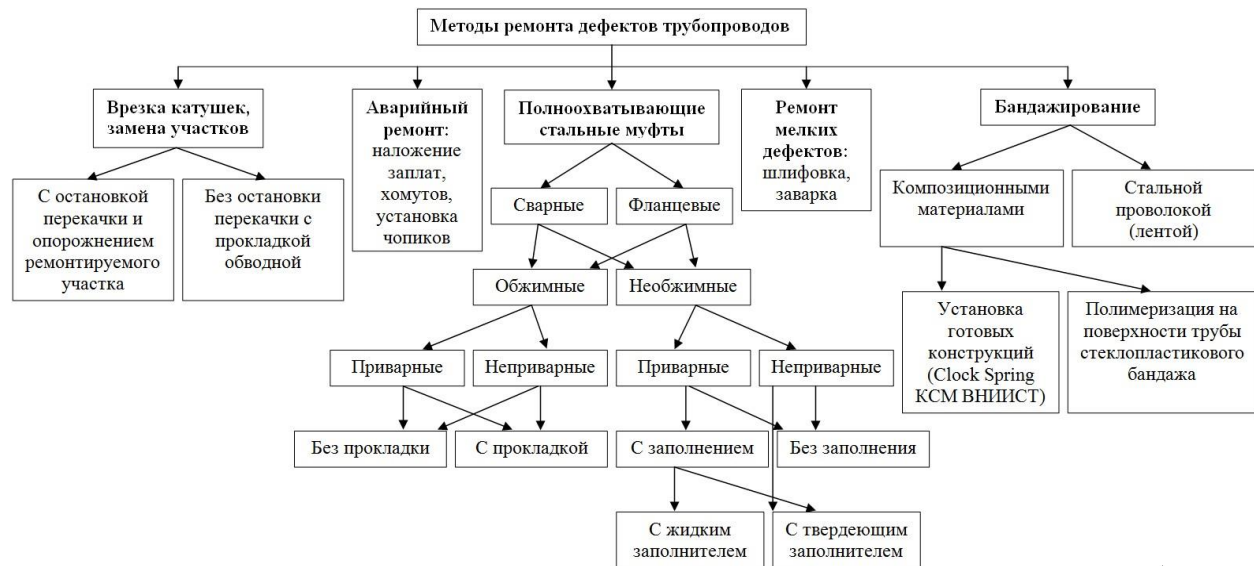 Методы ремонта дефектов трубопроводов
Врезка катушек,
замена участков
Аварийный
ремонт:
наложение
заплат,
хомутов,
установка
чопиков
Полноохватывающие
стальные муфты
Ремонт
мелких
дефектов:
шлифовка,
заварка
Бандажирование
С остановкой
перекачки и
опорожнением
ремонтируемого
участка
Без остановки
перекачки с
прокладкой
обводной
Сварные
Фланцевые
Композиционными
материалами
Стальной
проволокой
(лентой)
Обжимные
Необжимные
Установка
готовых
конструкций
(Clock Spring
КСМ ВНИИСТ)
Полимеризация на
поверхности трубы
стеклопластикового
бандажа
Приварные
Неприварные
Приварные
Неприварные
Без прокладки
С прокладкой
С заполнением
Без заполнения
С жидким
заполнителем
С твердеющим
заполнителем